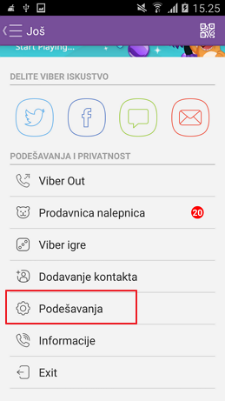 15.25
Još
Start Playing...
DELITE VIBER ISKUSTVO
PODEŠAVANJA I PRIVATNOST
Viber Out
Prodavnica nalepnica
20
Viber igre
Dodavanje kontakta
Podešavanja
Informacije
Exit